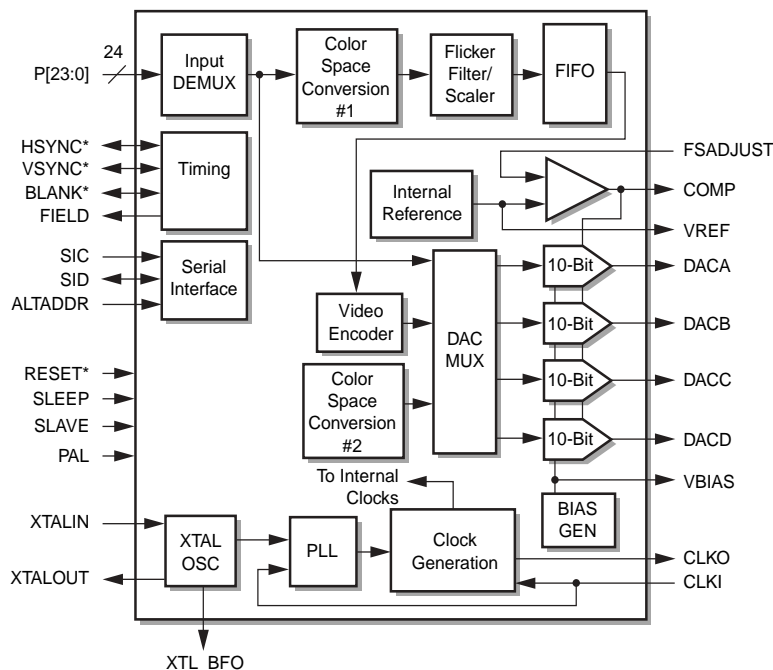 24
P[23:0]
Input
DEMUX
Color
Space
Conversion
#1
Flicker
Filter/
Scaler
FIFO
HSYNC*
VSYNC*
BLANK*
FIELD
Timing
FSADJUST
COMP
VREF
Internal
Reference
SIC
SID
ALTADDR
Serial
Interface
10-Bit
DACA
Video
Encoder
DAC
MUX
10-Bit
DACB
RESET*
SLEEP
SLAVE
PAL
Color
Space
Conversion
#2
10-Bit
DACC
10-Bit
DACD
To Internal
Clocks
VBIAS
BIAS
GEN
XTALIN
XTALOUT
XTAL
OSC
PLL
Clock
Generation
CLKO
CLKI
XTL_BFO